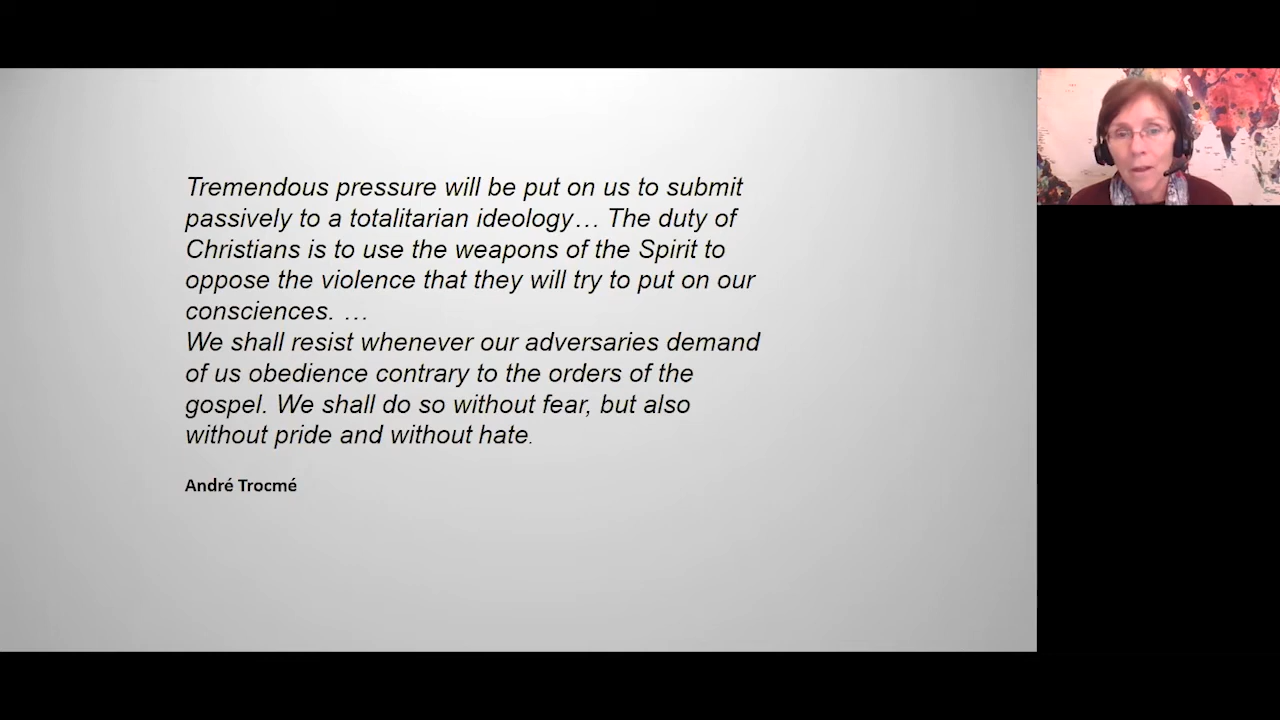 Tremendous pressure will be put on us to submit
passively to a totalitarian ideology… The duty of
Christians is to use the weapons of the Spirit to
oppose the violence that they will try to put on our
consciences. …
We shall resist whenever our adversaries demand
of us obedience contrary to the orders of the
gospel. We shall do so without fear, but also
without pride and without hate.
André Trocmé